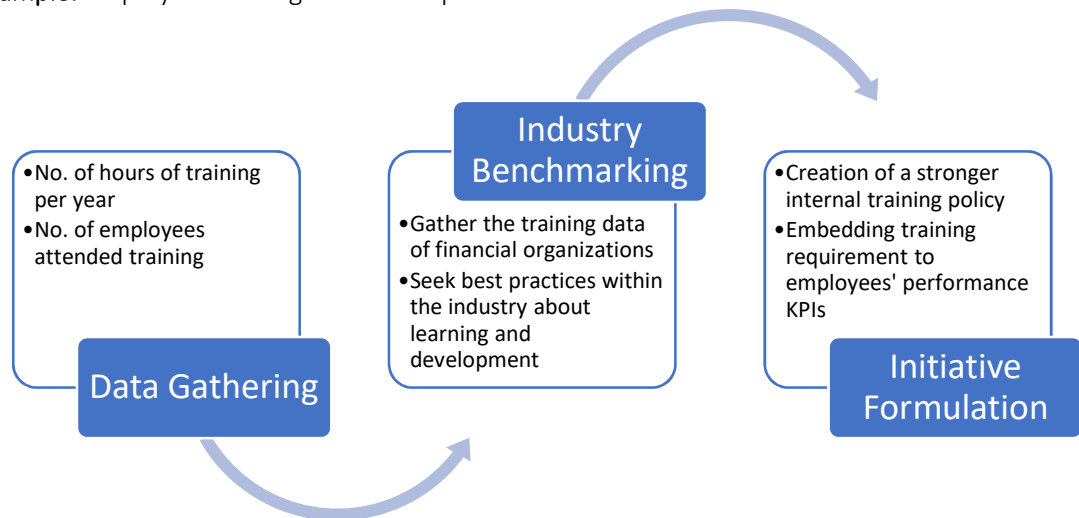 •No. of hours of training
per year
•No. of employees
attended training
Data Gathering
Industry
Benchmarking
•Gather the training data
of financial organizations
•Seek best practices within
the industry about
learning and
development
•Creation of a stronger
internal training policy
•Embedding training
requirement to
employees' performance
KPIs
Initiative
Formulation